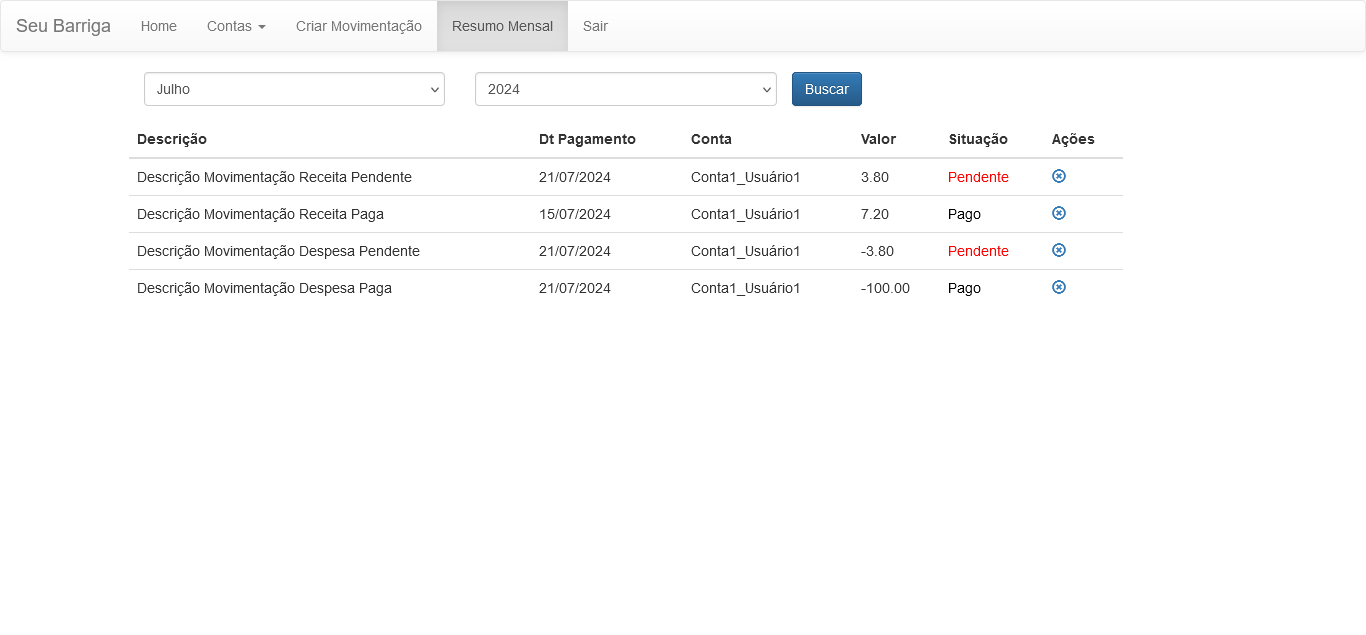 Seu Barriga Home Contas Criar Movimentação Resumo Mensal Sair
Julho 2024 Buscar
Descrição Dt Pagamento Conta Valor Situação Ações
Descrição Movimentação Receita Pendente 21/07/2024 Conta1_Usuário1 3.80 Pendente
Descrição Movimentação Receita Paga 15/07/2024 Conta1_Usuário1 7.20 Pago
Descrição Movimentação Despesa Pendente 21/07/2024 Conta1_Usuário1 -3.80 Pendente
Descrição Movimentação Despesa Paga 21/07/2024 Conta1_Usuário1 -100.00 Pago